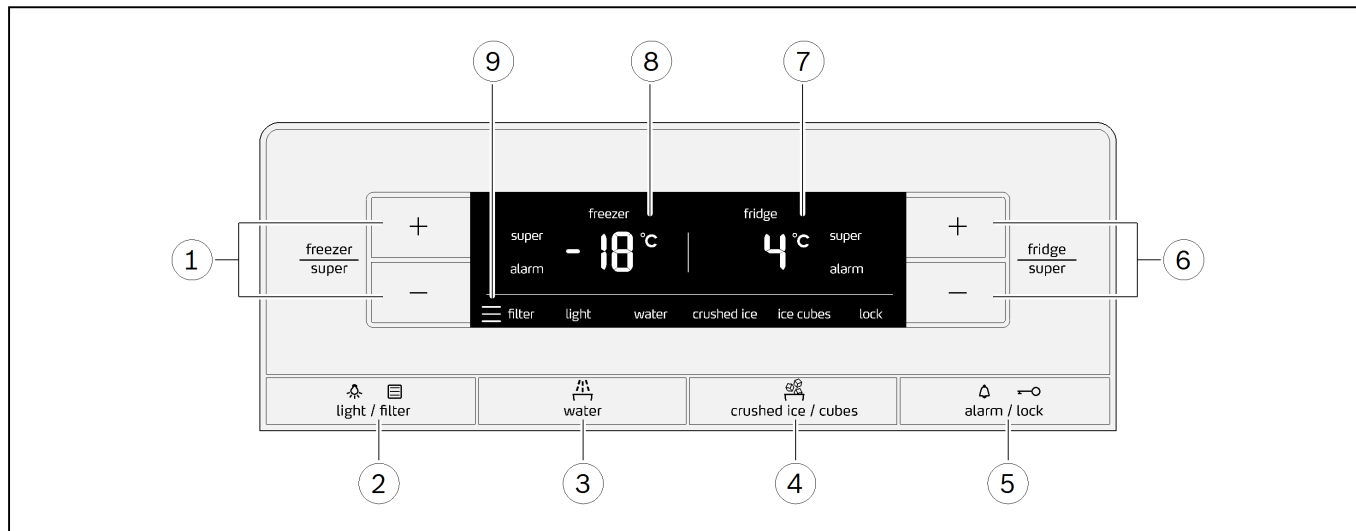 9 8 7
freezer fridge
+ super -18 °C 4 °C super +
1 freezer fridge 6
super alarm alarm super
− −
filter light water crushed ice ice cubes lock
light / filter water crushed ice / cubes alarm / lock
2 3 4 5